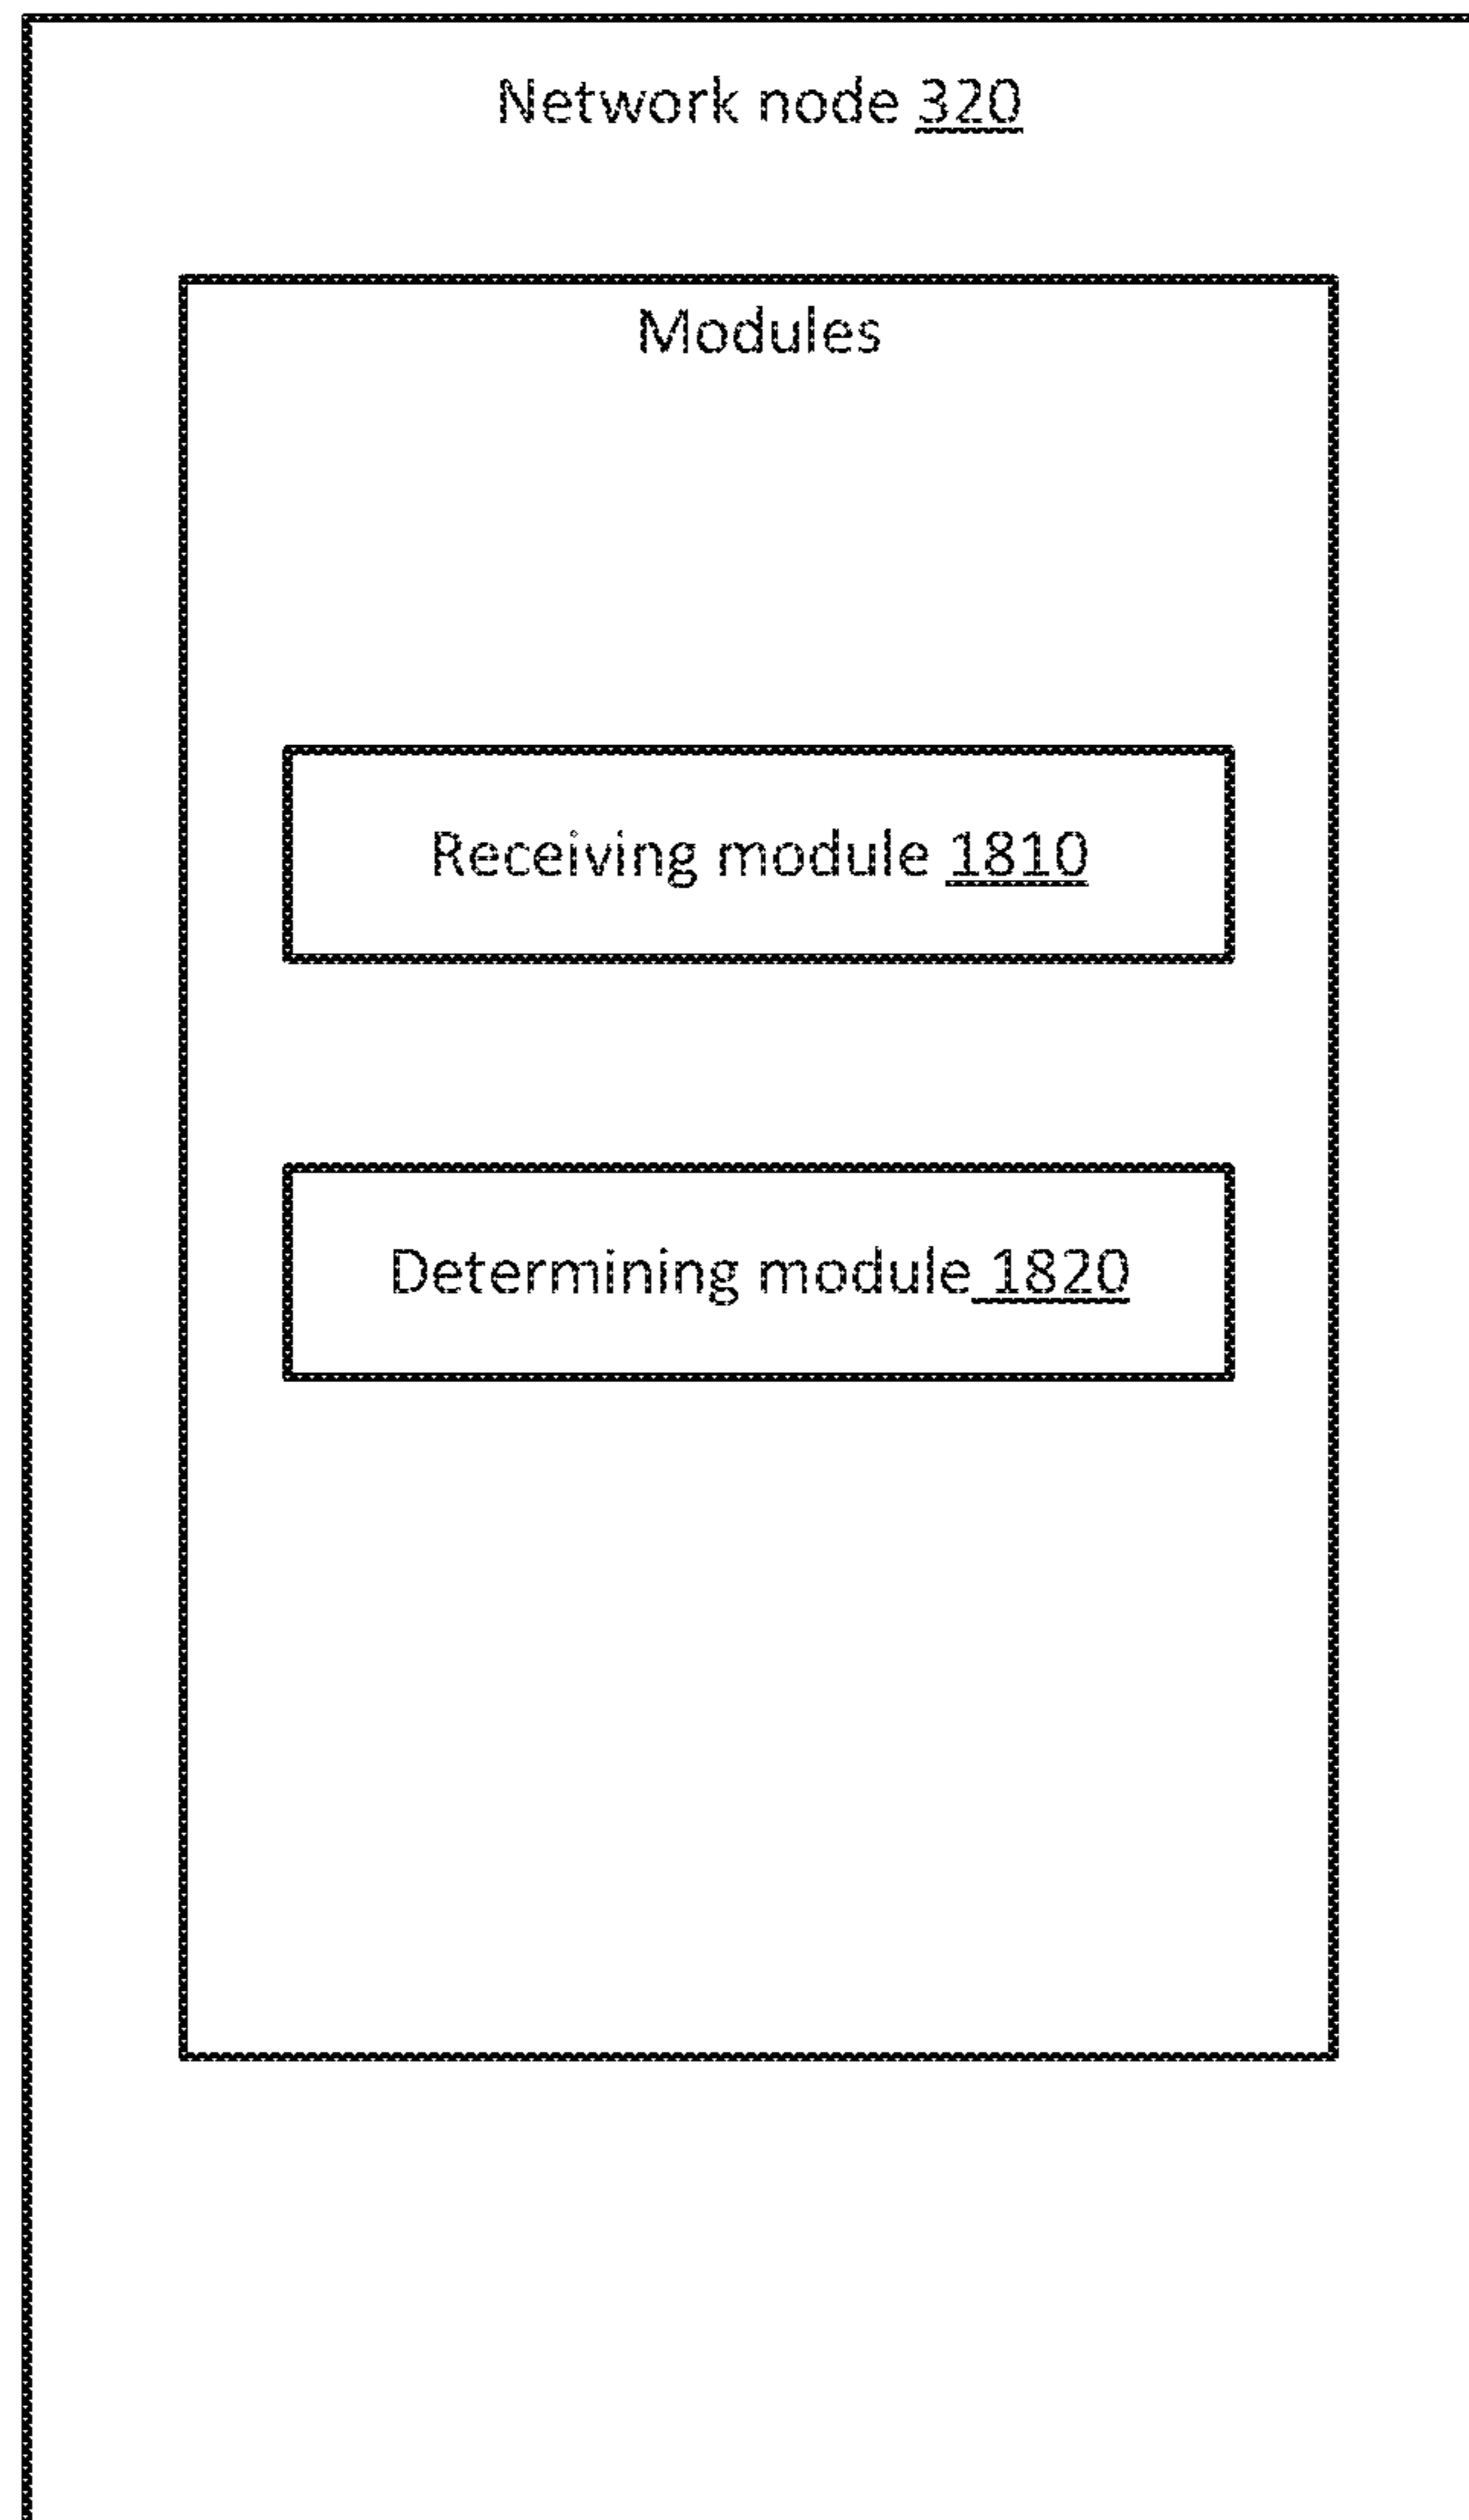 Network node 320
Modules
Receiving module 1810
Determining module 1820